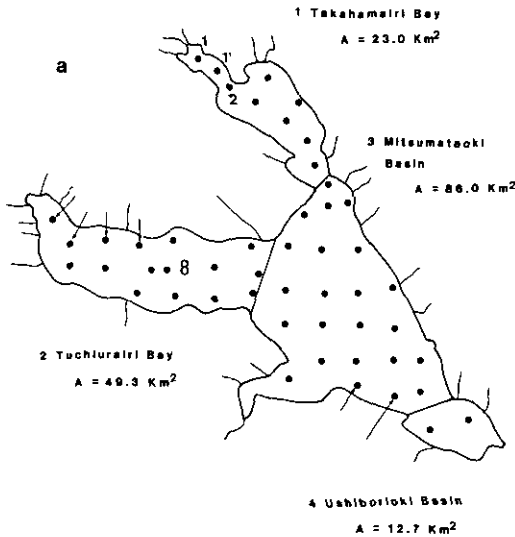 1 Takahamairi Bay
A = 23.0 Km²
a
1
1'
2
3 Mitsumataoki
Basin
A = 86.0 Km²
8
2 Tuchiurairi Bay
A = 49.3 Km²
4 Ushiborioki Basin
A = 12.7 Km²